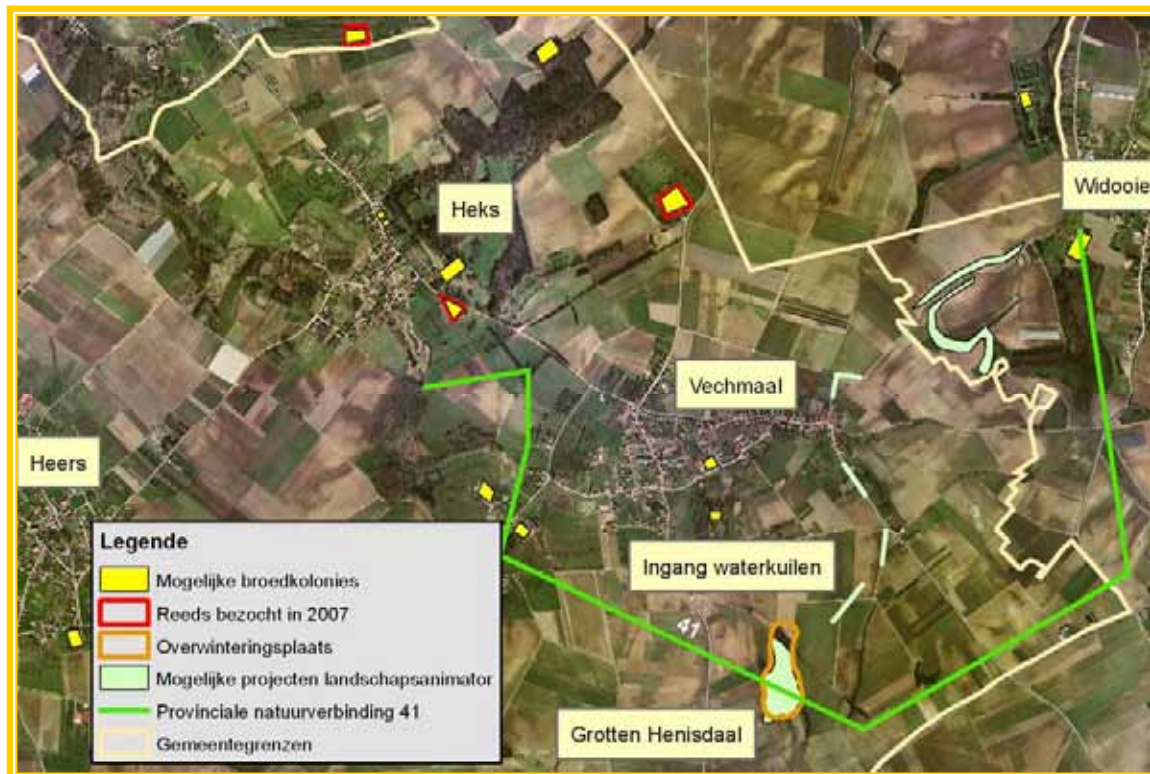 Widooie
Heks
Vechmaal
Heers
Legende
Mogelijke broedkolonies
Reeds bezocht in 2007
Overwinteringsplaats
Mogelijke projecten landschapsanimator
Provinciale natuurverbinding 41
Gemeentegrenzen
Ingang waterkuilen
41
Grotten Henisdaal